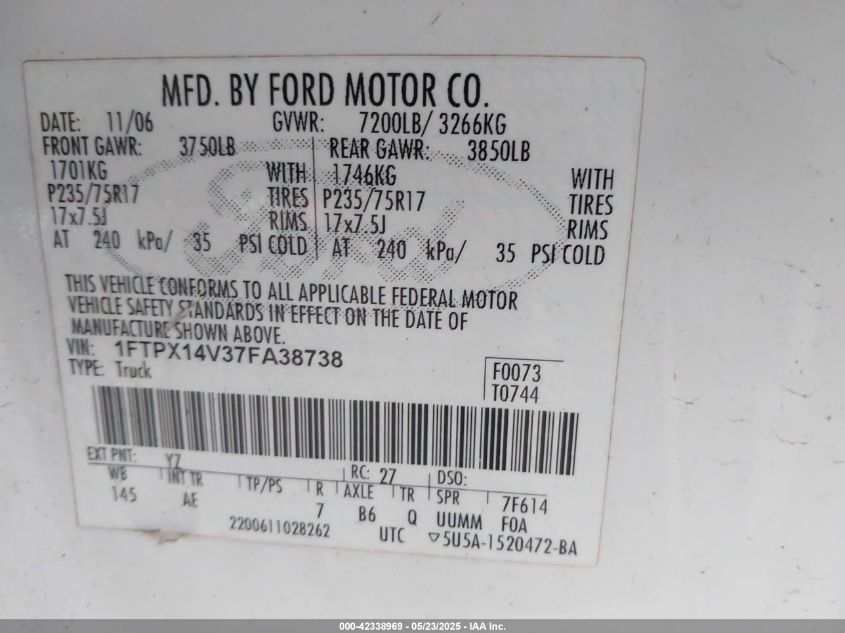 MFD. BY FORD MOTOR CO.
DATE: 11/06 GVWR: 7200LB/ 3266KG
FRONT GAWR: 3750LB REAR GAWR: 3850LB
1701KG WITH 1746KG WITH
P235/75R17 TIRES P235/75R17 TIRES
17x7.5J RIMS 17x7.5J RIMS
AT 240 kPa/ 35 PSI COLD AT 240 kPa/ 35 PSI COLD
Ford
THIS VEHICLE CONFORMS TO ALL APPLICABLE FEDERAL MOTOR
VEHICLE SAFETY STANDARDS IN EFFECT ON THE DATE OF
MANUFACTURE SHOWN ABOVE.
VIN: 1FTPX14V37FA38738
TYPE: Truck
F0073
T0744
EXT PNT: YZ RC: 27 DSO:
WB INT TR TP/PS R AXLE TR SPR 7F614
145 AE 7 B6 Q UUMM F0A
2200611028262 UTC ▽5U5A-1520472-BA
000-42338969 - 05/23/2025 - IAA Inc.